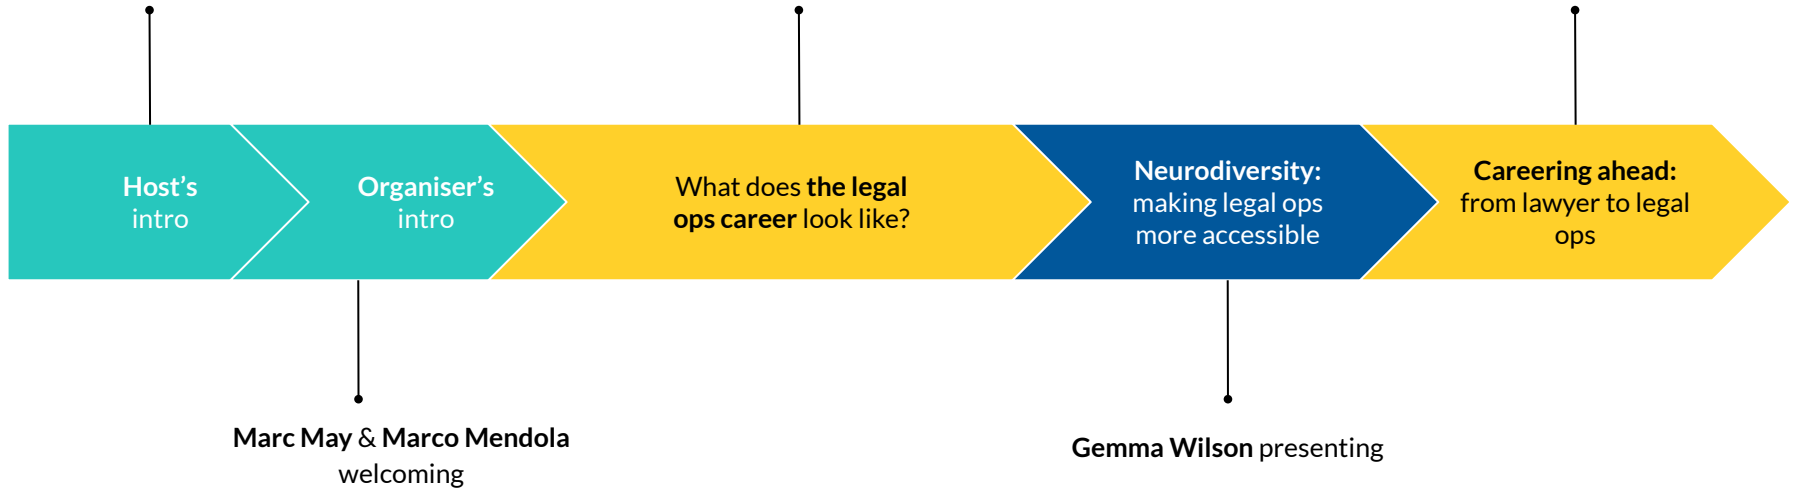 Host’s
intro
Organiser’s
intro
What does the legal
ops career look like?
Neurodiversity:
making legal ops
more accessible
Careering ahead:
from lawyer to legal
ops
Marc May & Marco Mendola
welcoming
Gemma Wilson presenting